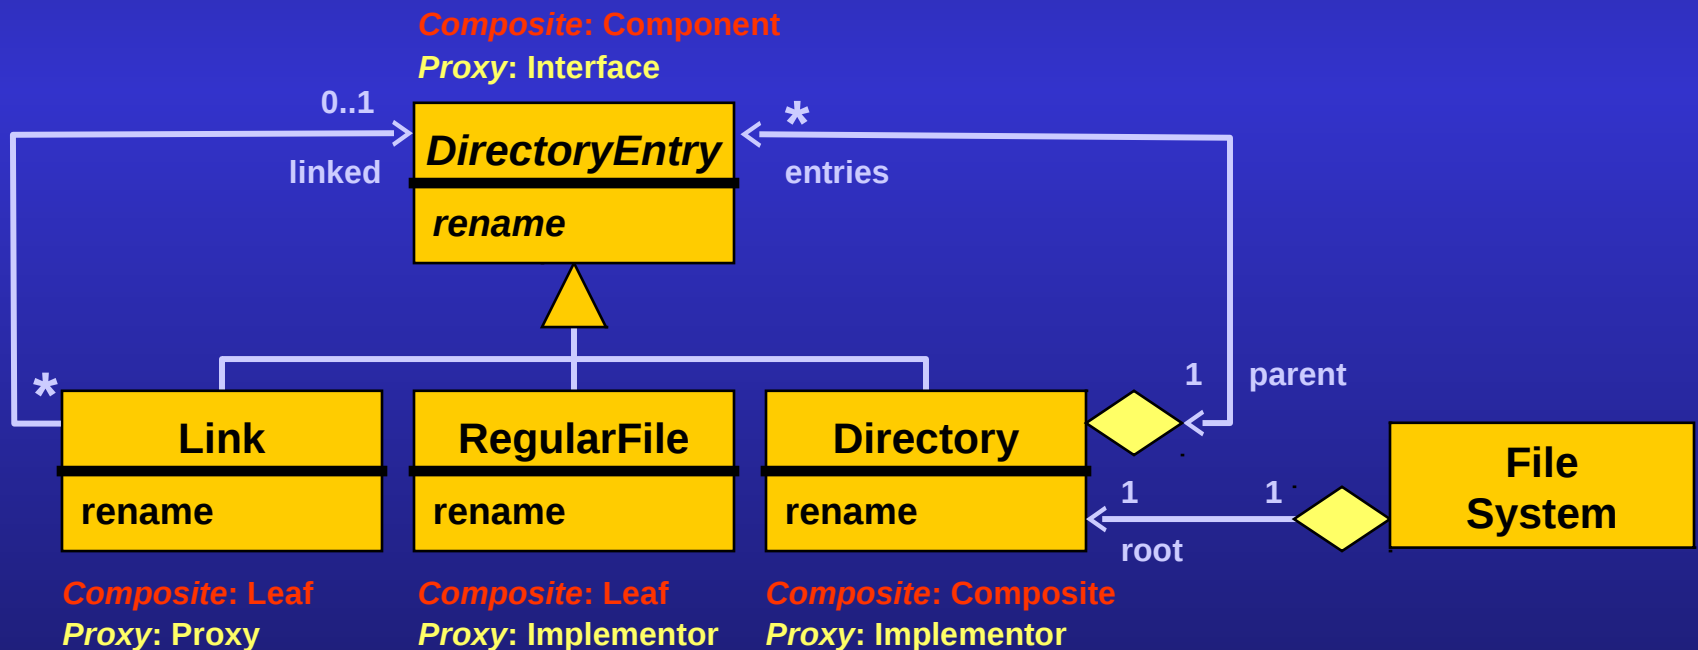 Composite: Component
Proxy: Interface
0..1
*
DirectoryEntry
linked
entries
rename
1
parent
*
Link
RegularFile
Directory
File
System
rename
rename
rename
1
1
root
Composite: Leaf
Composite: Leaf
Composite: Composite
Proxy: Proxy
Proxy: Implementor
Proxy: Implementor